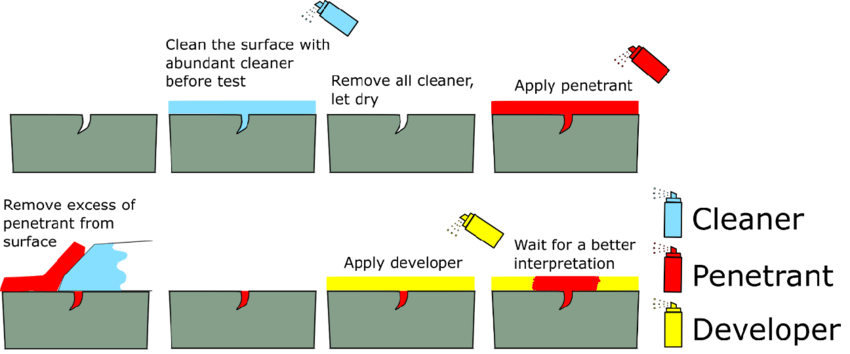 Clean the surface with
abundant cleaner
before test
Remove all cleaner,
let dry
Apply penetrant
Remove excess of
penetrant from
surface
Apply developer
Wait for a better
interpretation
Cleaner
Penetrant
Developer